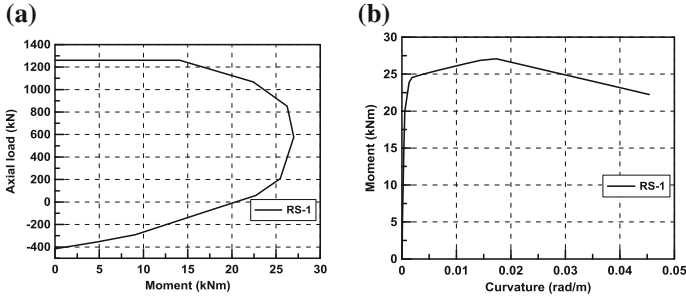 (a)
1400
1200
1000
800
600
400
200
0
-200
-400
Axial load (kN)
RS-1
0 5 10 15 20 25 30
Moment (kNm)
(b)
30
25
20
15
10
5
0
Moment (kNm)
RS-1
0 0.01 0.02 0.03 0.04 0.05
Curvature (rad/m)